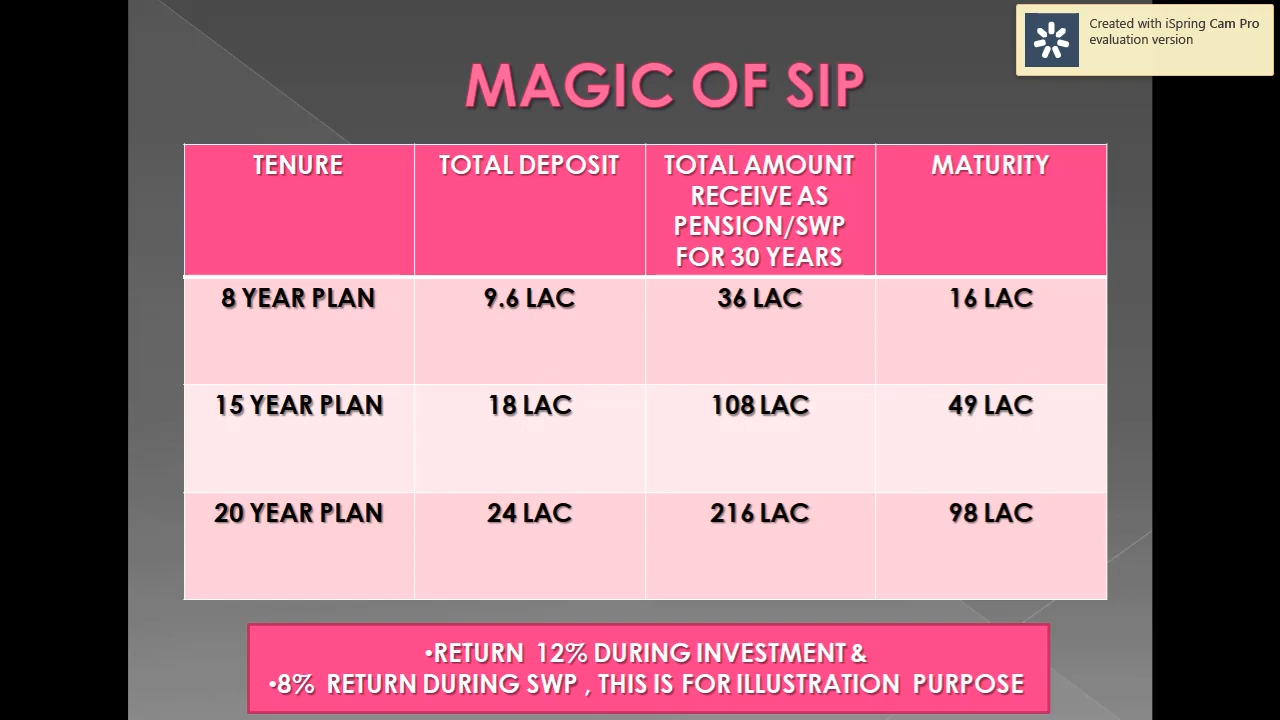 Created with iSpring Cam Pro
evaluation version
MAGIC OF SIP
TENURE
TOTAL DEPOSIT
TOTAL AMOUNT
RECEIVE AS
PENSION/SWP
FOR 30 YEARS
MATURITY
8 YEAR PLAN
9.6 LAC
36 LAC
16 LAC
15 YEAR PLAN
18 LAC
108 LAC
49 LAC
20 YEAR PLAN
24 LAC
216 LAC
98 LAC
•RETURN 12% DURING INVESTMENT &
•8% RETURN DURING SWP , THIS IS FOR ILLUSTRATION PURPOSE